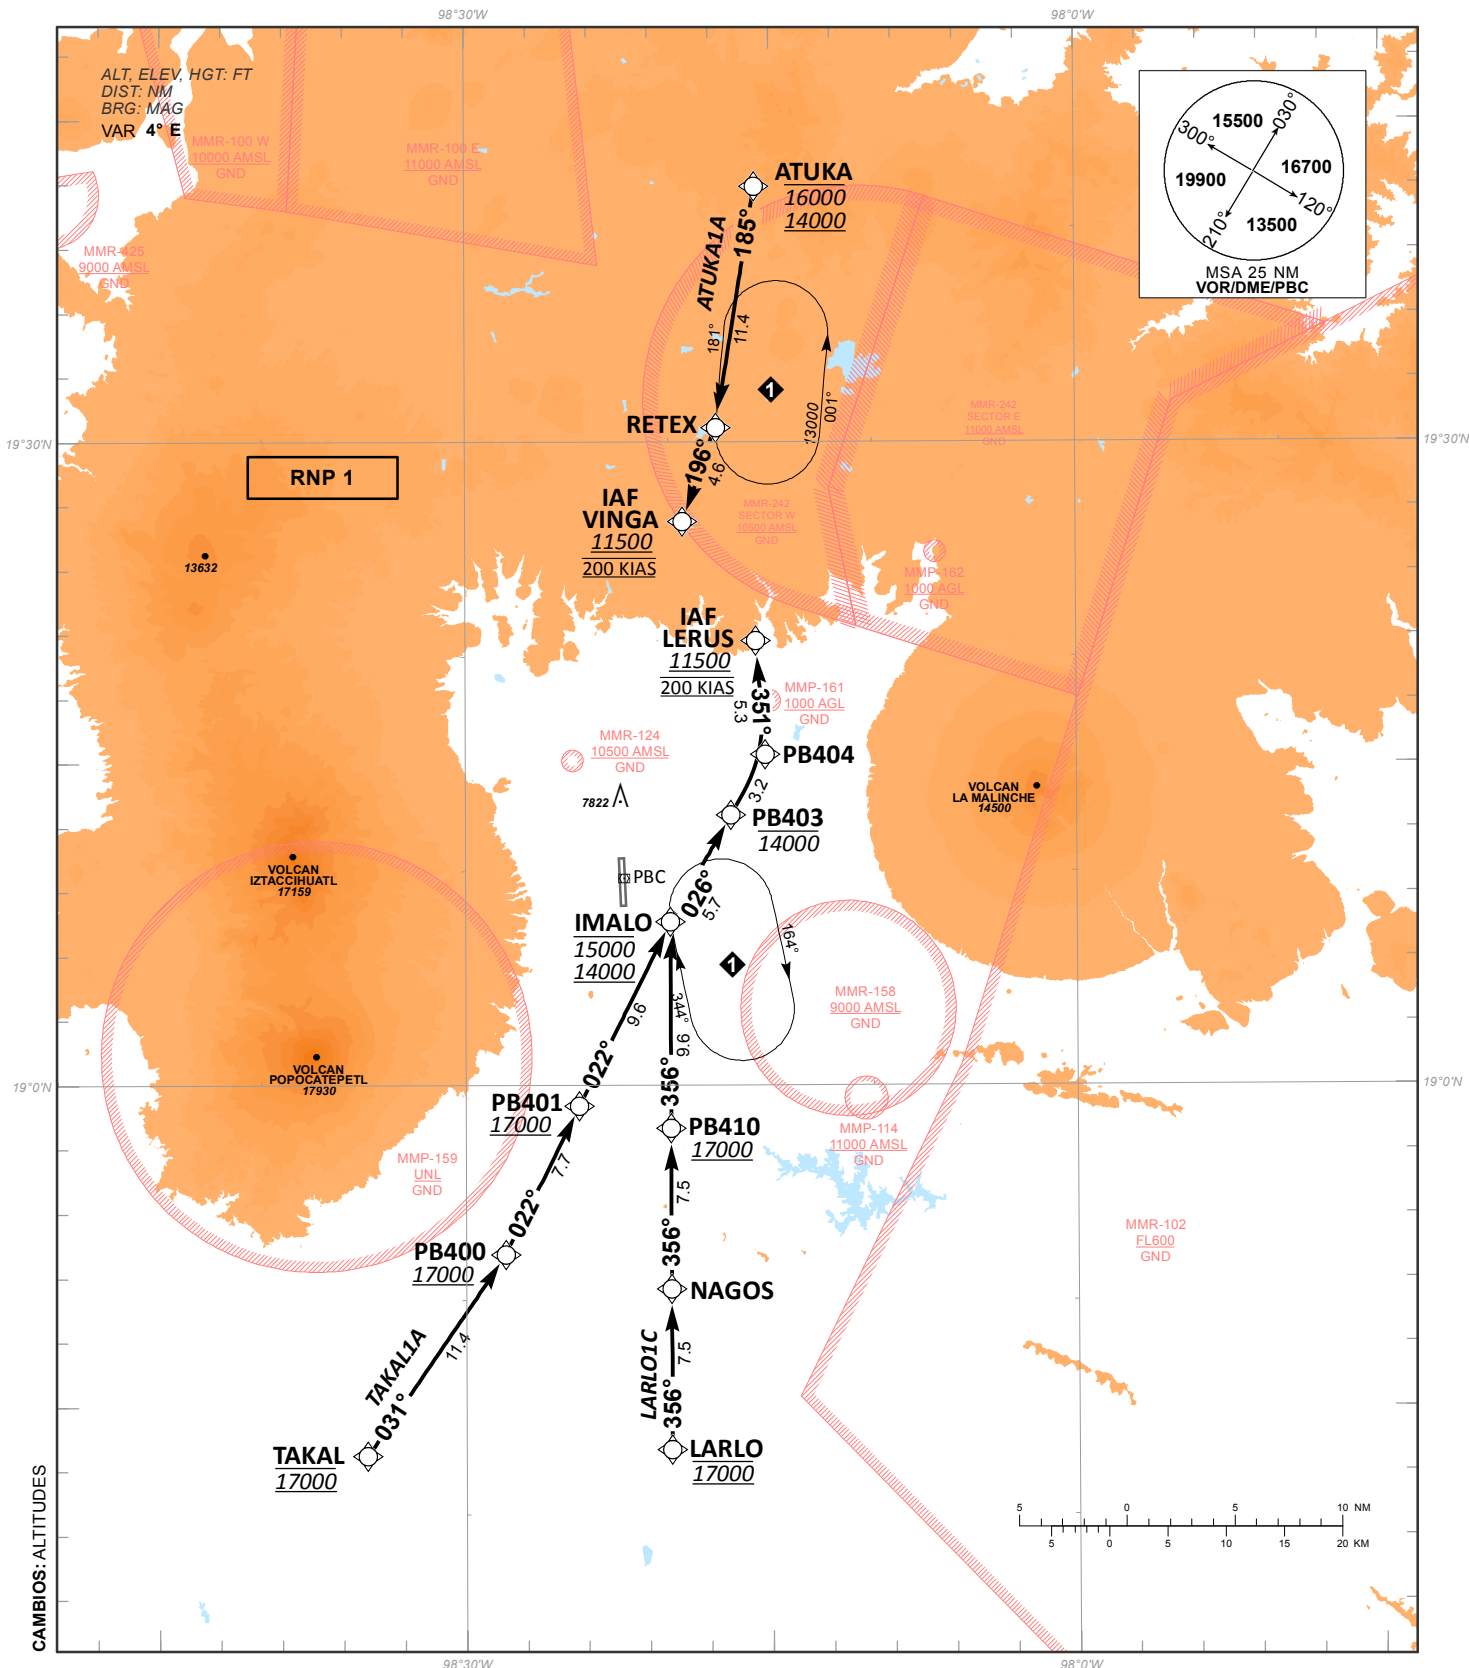 98°30'W
98°0'W
ALT, ELEV, HGT: FT
DIST: NM
BRG: MAG
VAR 4° E
MMR-100 W
10000 AMSL
GND
MMR-100 E
11000 AMSL
GND
MMR-425
9000 AMSL
GND
ATUKA
16000
14000
ATUKA1A
185°
181°
11.4
15500
030°
300°
16700
19900
120°
210°
13500
MSA 25 NM
VOR/DME/PBC
1
13000
001°
RETEX
196°
4.6
MMR-242
SECTOR E
11000 AMSL
GND
19°30'N
19°30'N
RNP 1
IAF
VINGA
11500
200 KIAS
MMR-242
SECTOR W
10500 AMSL
GND
13632
MMP-162
1000 AGL
GND
IAF
LERUS
11500
200 KIAS
351°
5.3
MMP-161
1000 AGL
GND
MMR-124
10500 AMSL
GND
PB404
3.2
7822
PB403
14000
VOLCAN
LA MALINCHE
14500
VOLCAN
IZTACCIHUATL
17159
PBC
026°
5.7
IMALO
15000
14000
164°
1
344°
9.6
9.6
MMR-158
9000 AMSL
GND
VOLCAN
POPOCATEPETL
17930
022°
356°
19°0'N
19°0'N
PB401
17000
PB410
17000
MMP-114
11000 AMSL
GND
MMP-159
UNL
GND
7.7
7.5
022°
356°
MMR-102
FL600
GND
PB400
17000
NAGOS
TAKAL1A
11.4
031°
LARLO1C
7.5
356°
TAKAL
17000
LARLO
17000
5 0 5 10 NM
5 0 5 10 15 20 KM
CAMBIOS: ALTITUDES
98°30'W
98°0'W